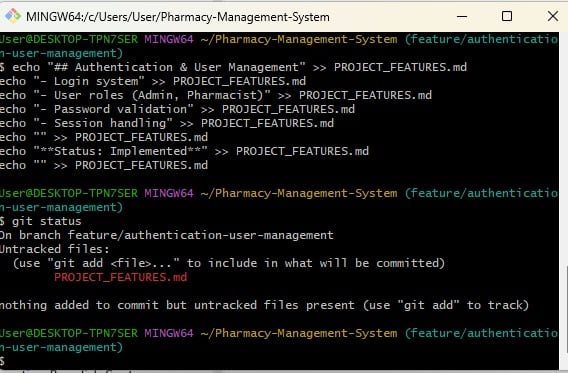 MINGW64:/c/Users/User/Pharmacy-Management-System
User@DESKTOP-TPN7SER MINGW64 ~/Pharmacy-Management-System (feature/authenticatio
n-user-management)
$ echo "## Authentication & User Management" >> PROJECT_FEATURES.md
echo "- Login system" >> PROJECT_FEATURES.md
echo "- User roles (Admin, Pharmacist)" >> PROJECT_FEATURES.md
echo "- Password validation" >> PROJECT_FEATURES.md
echo "- Session handling" >> PROJECT_FEATURES.md
echo "" >> PROJECT_FEATURES.md
echo "**Status: Implemented**" >> PROJECT_FEATURES.md
echo "" >> PROJECT_FEATURES.md
User@DESKTOP-TPN7SER MINGW64 ~/Pharmacy-Management-System (feature/authenticatio
n-user-management)
$ git status
On branch feature/authentication-user-management
Untracked files:
(use "git add <file>..." to include in what will be committed)
PROJECT_FEATURES.md
nothing added to commit but untracked files present (use "git add" to track)
User@DESKTOP-TPN7SER MINGW64 ~/Pharmacy-Management-System (feature/authenticatio
n-user-management)
$